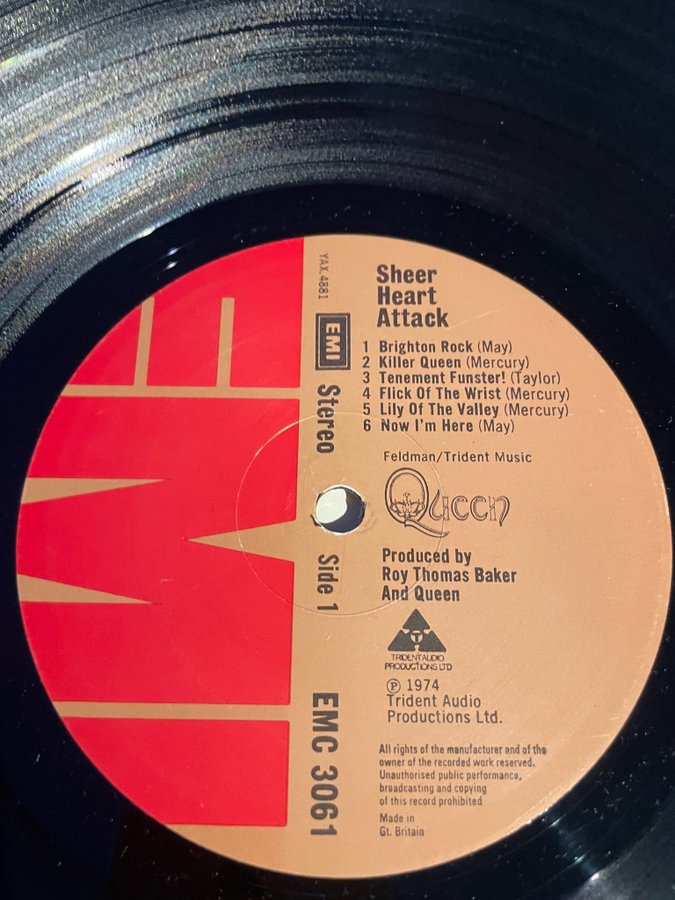 YAX.4881
EMI
Stereo
Side 1
EMC 3061
EMI
Sheer
Heart
Attack
1 Brighton Rock (May)
2 Killer Queen (Mercury)
3 Tenement Funster! (Taylor)
4 Flick Of The Wrist (Mercury)
5 Lily Of The Valley (Mercury)
6 Now I'm Here (May)
Feldman/Trident Music
Queen
Produced by
Roy Thomas Baker
And Queen
T
TRIDENT AUDIO
PRODUCTIONS LTD
℗ 1974
Trident Audio
Productions Ltd.
All rights of the manufacturer and of the
owner of the recorded work reserved.
Unauthorised public performance,
broadcasting and copying
of this record prohibited
Made in
Gt. Britain